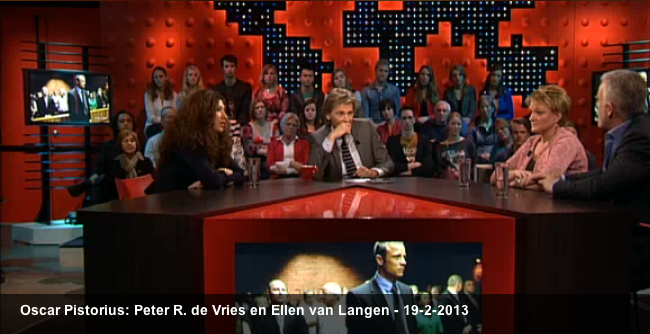 Oscar Pistorius: Peter R. de Vries en Ellen van Langen - 19-2-2013